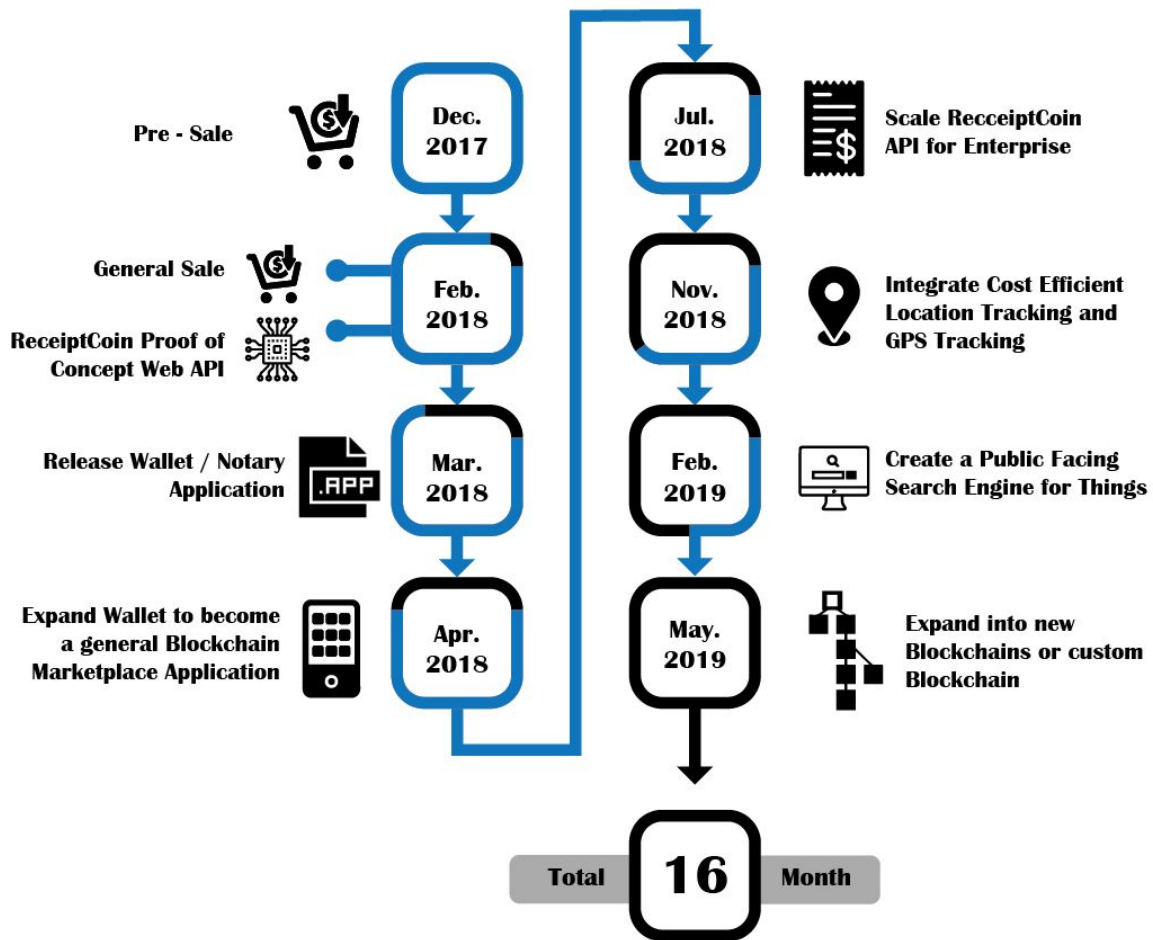 Pre - Sale
Dec.
2017
General Sale
ReceiptCoin Proof of
Concept Web API
Feb.
2018
Release Wallet / Notary
Application
.APP
Mar.
2018
Expand Wallet to become
a general Blockchain
Marketplace Application
Apr.
2018
Jul.
2018
Scale RecceiptCoin
API for Enterprise
Nov.
2018
Integrate Cost Efficient
Location Tracking and
GPS Tracking
Feb.
2019
Create a Public Facing
Search Engine for Things
May.
2019
Expand into new
Blockchains or custom
Blockchain
Total 16 Month